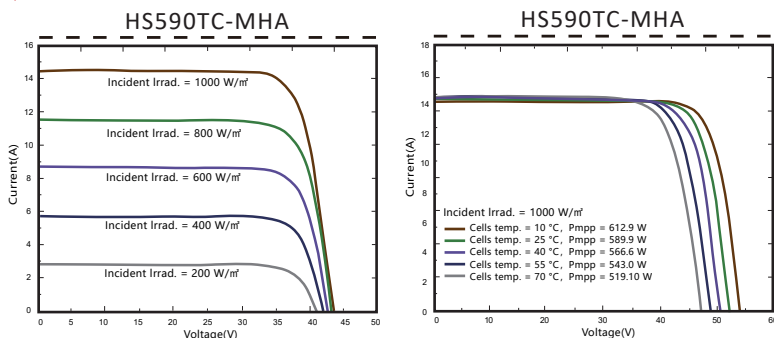 HS590TC-MHA
16
14
12
10
8
6
4
2
0
Current(A)
Incident Irrad. = 1000 W/㎡
Incident Irrad. = 800 W/㎡
Incident Irrad. = 600 W/㎡
Incident Irrad. = 400 W/㎡
Incident Irrad. = 200 W/㎡
0 5 10 15 20 25 30 35 40 45 50
Voltage(V)
HS590TC-MHA
18
16
14
12
10
8
6
4
2
0
Current(A)
Incident Irrad. = 1000 W/㎡
Cells temp. = 10 °C, Pmpp = 612.9 W
Cells temp. = 25 °C, Pmpp = 589.9 W
Cells temp. = 40 °C, Pmpp = 566.6 W
Cells temp. = 55 °C, Pmpp = 543.0 W
Cells temp. = 70 °C, Pmpp = 519.10 W
0 10 20 30 40 50 60
Voltage(V)